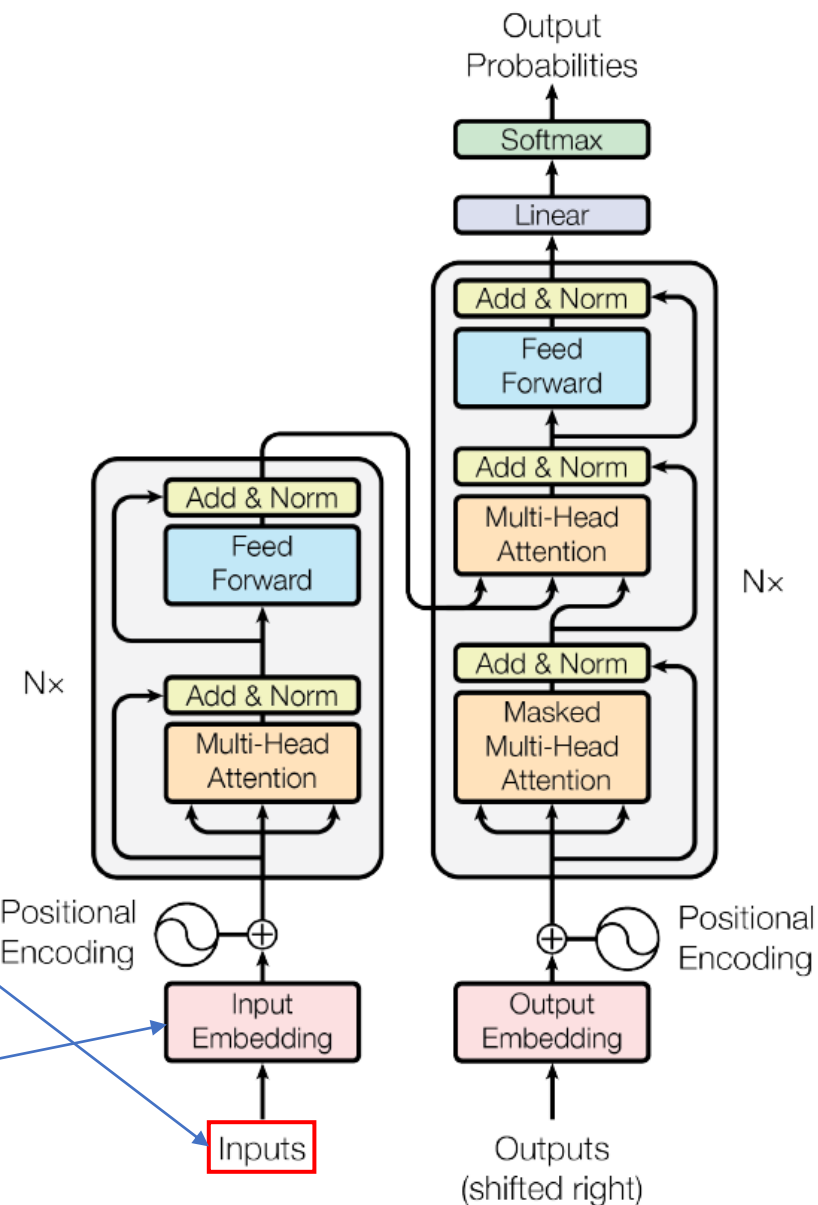 Output
Probabilities
Softmax
Linear
Add & Norm
Feed
Forward
Add & Norm
Multi-Head
Attention
Add & Norm
Masked
Multi-Head
Attention
N×
Add & Norm
Feed
Forward
Add & Norm
Multi-Head
Attention
N×
Positional
Encoding
Positional
Encoding
Input
Embedding
Output
Embedding
Inputs
Outputs
(shifted right)